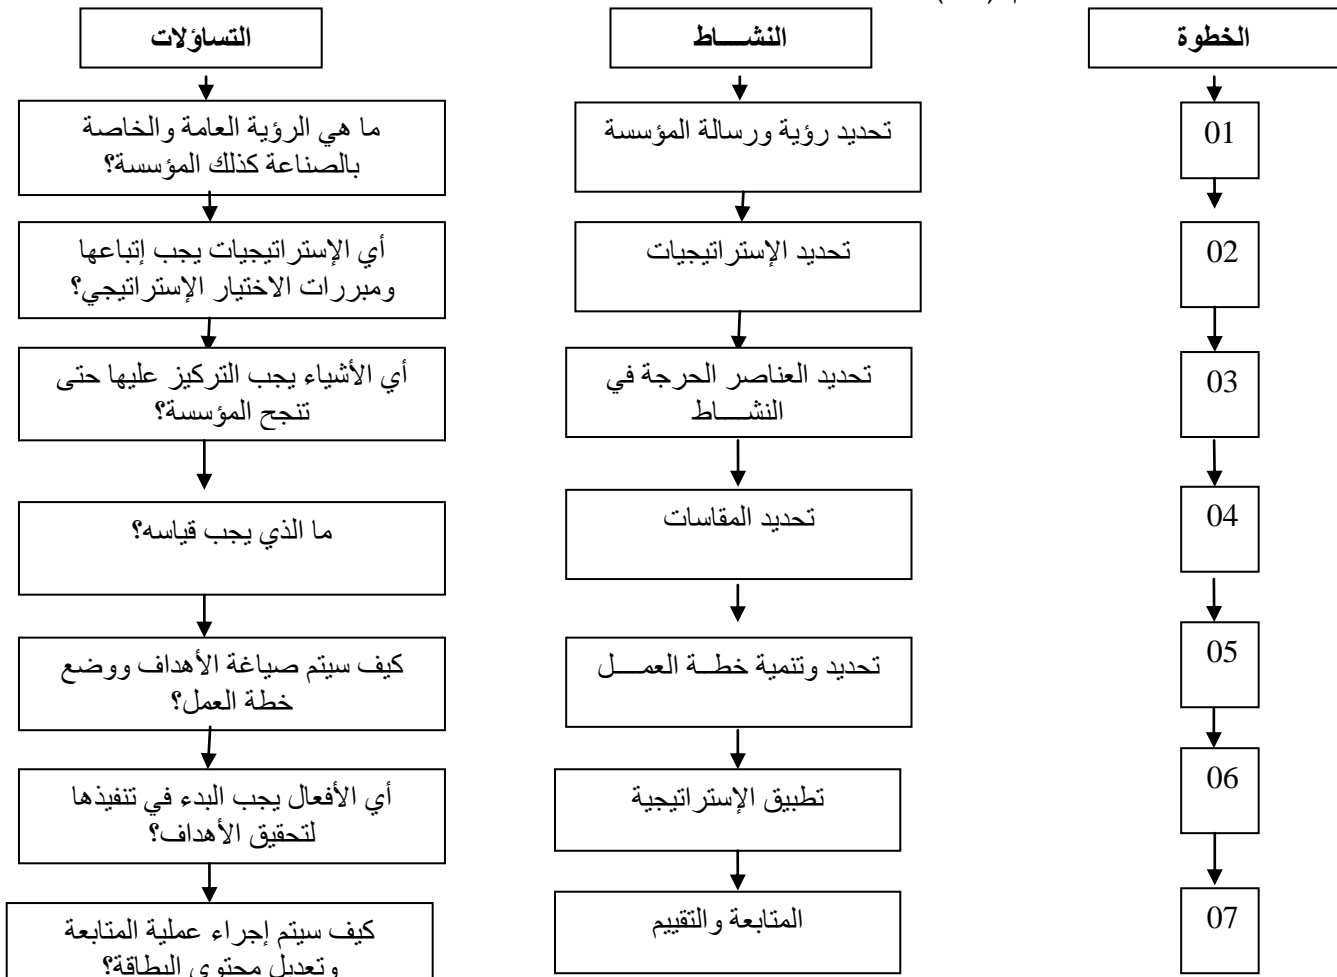 الخطوة
النشـــاط
التساؤلات
01
تحديد رؤية ورسالة المؤسسة
ما هي الرؤية العامة والخاصة
بالصناعة كذلك المؤسسة؟
02
تحديد الإستراتيجيات
أي الإستراتيجيات يجب إتباعها
ومبررات الاختيار الإستراتيجي؟
03
تحديد العناصر الحرجة في
النشـــاط
أي الأشياء يجب التركيز عليها حتى
تنجح المؤسسة؟
04
تحديد المقاسات
ما الذي يجب قياسه؟
05
تحديد وتنمية خطــة العمـــل
كيف سيتم صياغة الأهداف ووضع
خطة العمل؟
06
تطبيق الإستراتيجية
أي الأفعال يجب البدء في تنفيذها
لتحقيق الأهداف؟
07
المتابعة والتقييم
كيف سيتم إجراء عملية المتابعة
وتعديل محتوى البطاقة؟